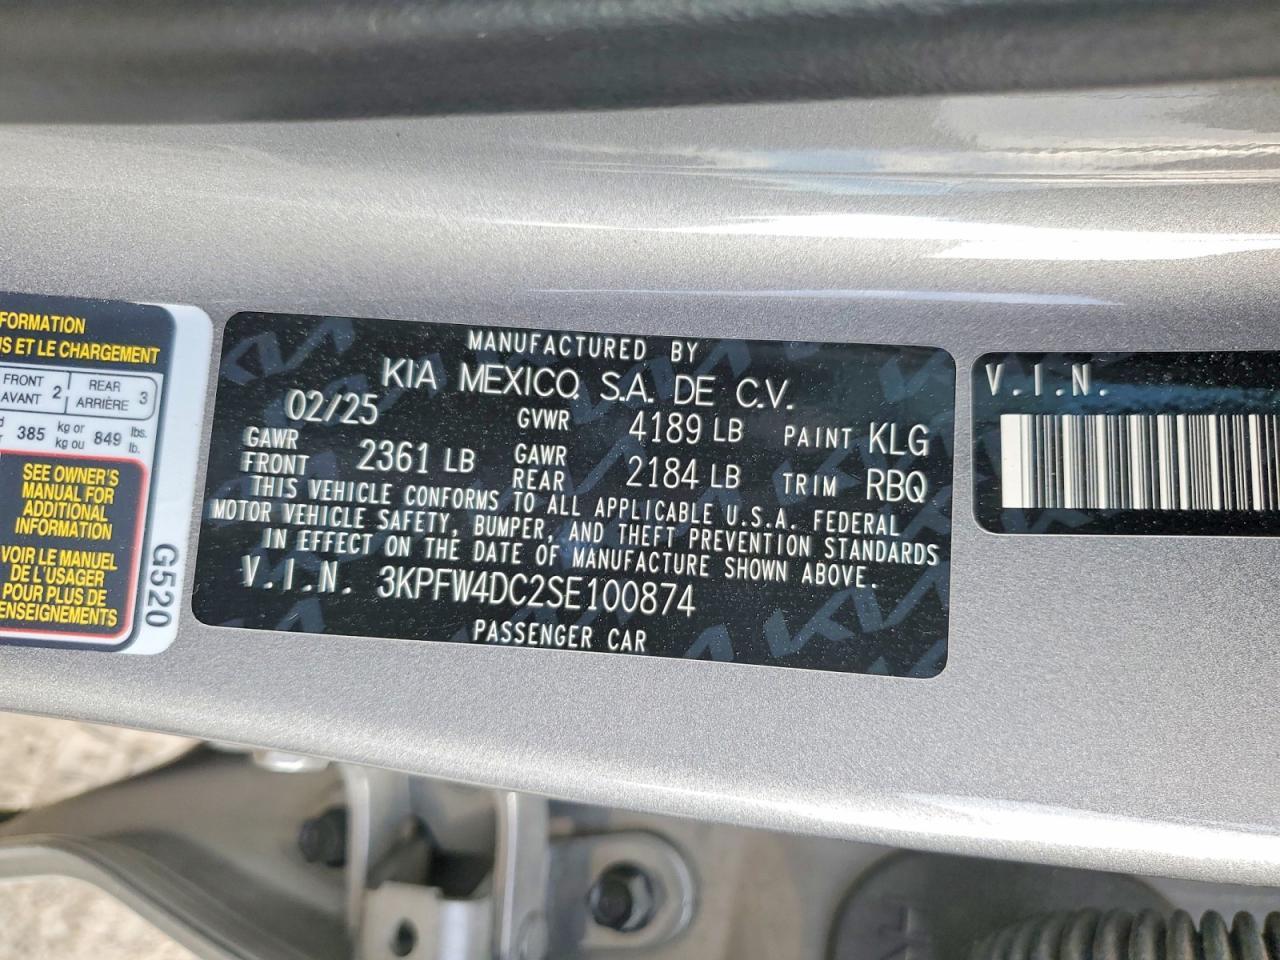 FORMATION
S ET LE CHARGEMENT
FRONT AVANT 2 REAR ARRIÈRE 3
385 kg or kg ou 849 lbs. lb.
SEE OWNER'S
MANUAL FOR
ADDITIONAL
INFORMATION
VOIR LE MANUEL
DE L'USAGER
POUR PLUS DE
ENSEIGNEMENTS
G520
MANUFACTURED BY
KIA MEXICO, S.A. DE C.V.
02/25 GVWR 4189 LB PAINT KLG
GAWR FRONT 2361 LB GAWR REAR 2184 LB TRIM RBQ
THIS VEHICLE CONFORMS TO ALL APPLICABLE U.S.A. FEDERAL
MOTOR VEHICLE SAFETY, BUMPER, AND THEFT PREVENTION STANDARDS
IN EFFECT ON THE DATE OF MANUFACTURE SHOWN ABOVE.
V.I.N. 3KPFW4DC2SE100874
PASSENGER CAR
V.I.N.